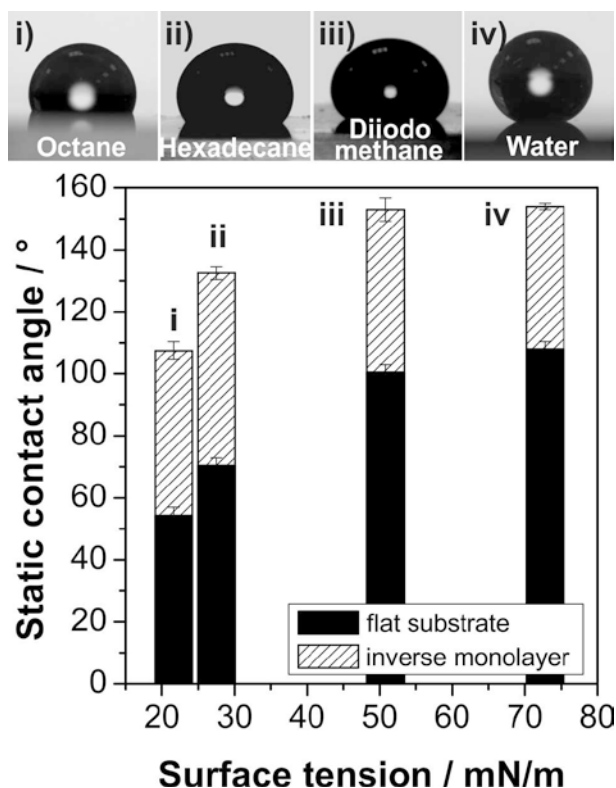 i) ii) iii) iv)
Octane Hexadecane Diiodo methane Water
160
140
120
100
80
60
40
20
0
Static contact angle / °
i
ii
iii
iv
flat substrate
inverse monolayer
20 30 40 50 60 70 80
Surface tension / mN/m